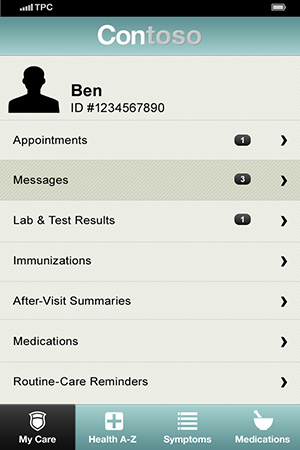 TPC
Contoso
Ben
ID #1234567890
Appointments 1
Messages 3
Lab & Test Results 1
Immunizations
After-Visit Summaries
Medications
Routine-Care Reminders
My Care Health A-Z Symptoms Medications